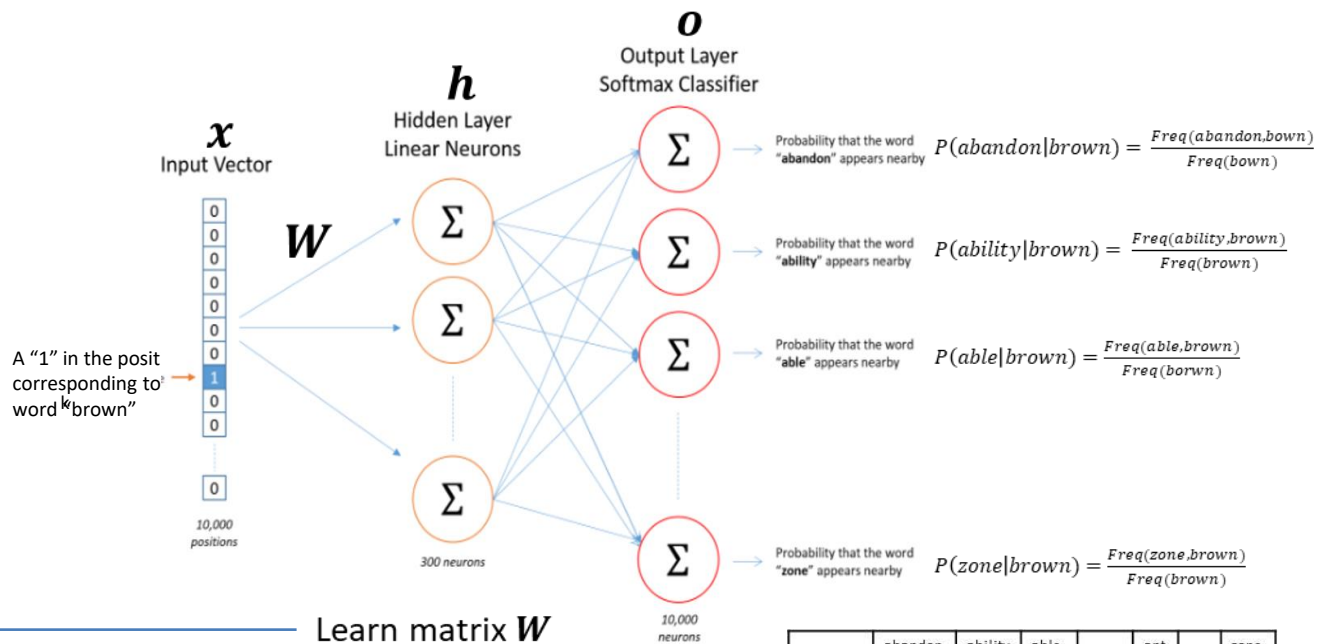 o
Output Layer
Softmax Classifier
h
Hidden Layer
Linear Neurons
x
Input Vector
W
0
0
0
0
0
0
0
1
0
0
0
A “1” in the posit
corresponding to
word “brown”
k
10,000
positions
Σ
Σ
Σ
300 neurons
Σ
Σ
Σ
Σ
10,000
neurons
Probability that the word
“abandon” appears nearby
P(abandon|brown) = Freq(abandon,bown) / Freq(bown)
Probability that the word
“ability” appears nearby
P(ability|brown) = Freq(ability,brown) / Freq(brown)
Probability that the word
“able” appears nearby
P(able|brown) = Freq(able,brown) / Freq(borwn)
Probability that the word
“zone” appears nearby
P(zone|brown) = Freq(zone,brown) / Freq(brown)
Learn matrix W
abandon ability able